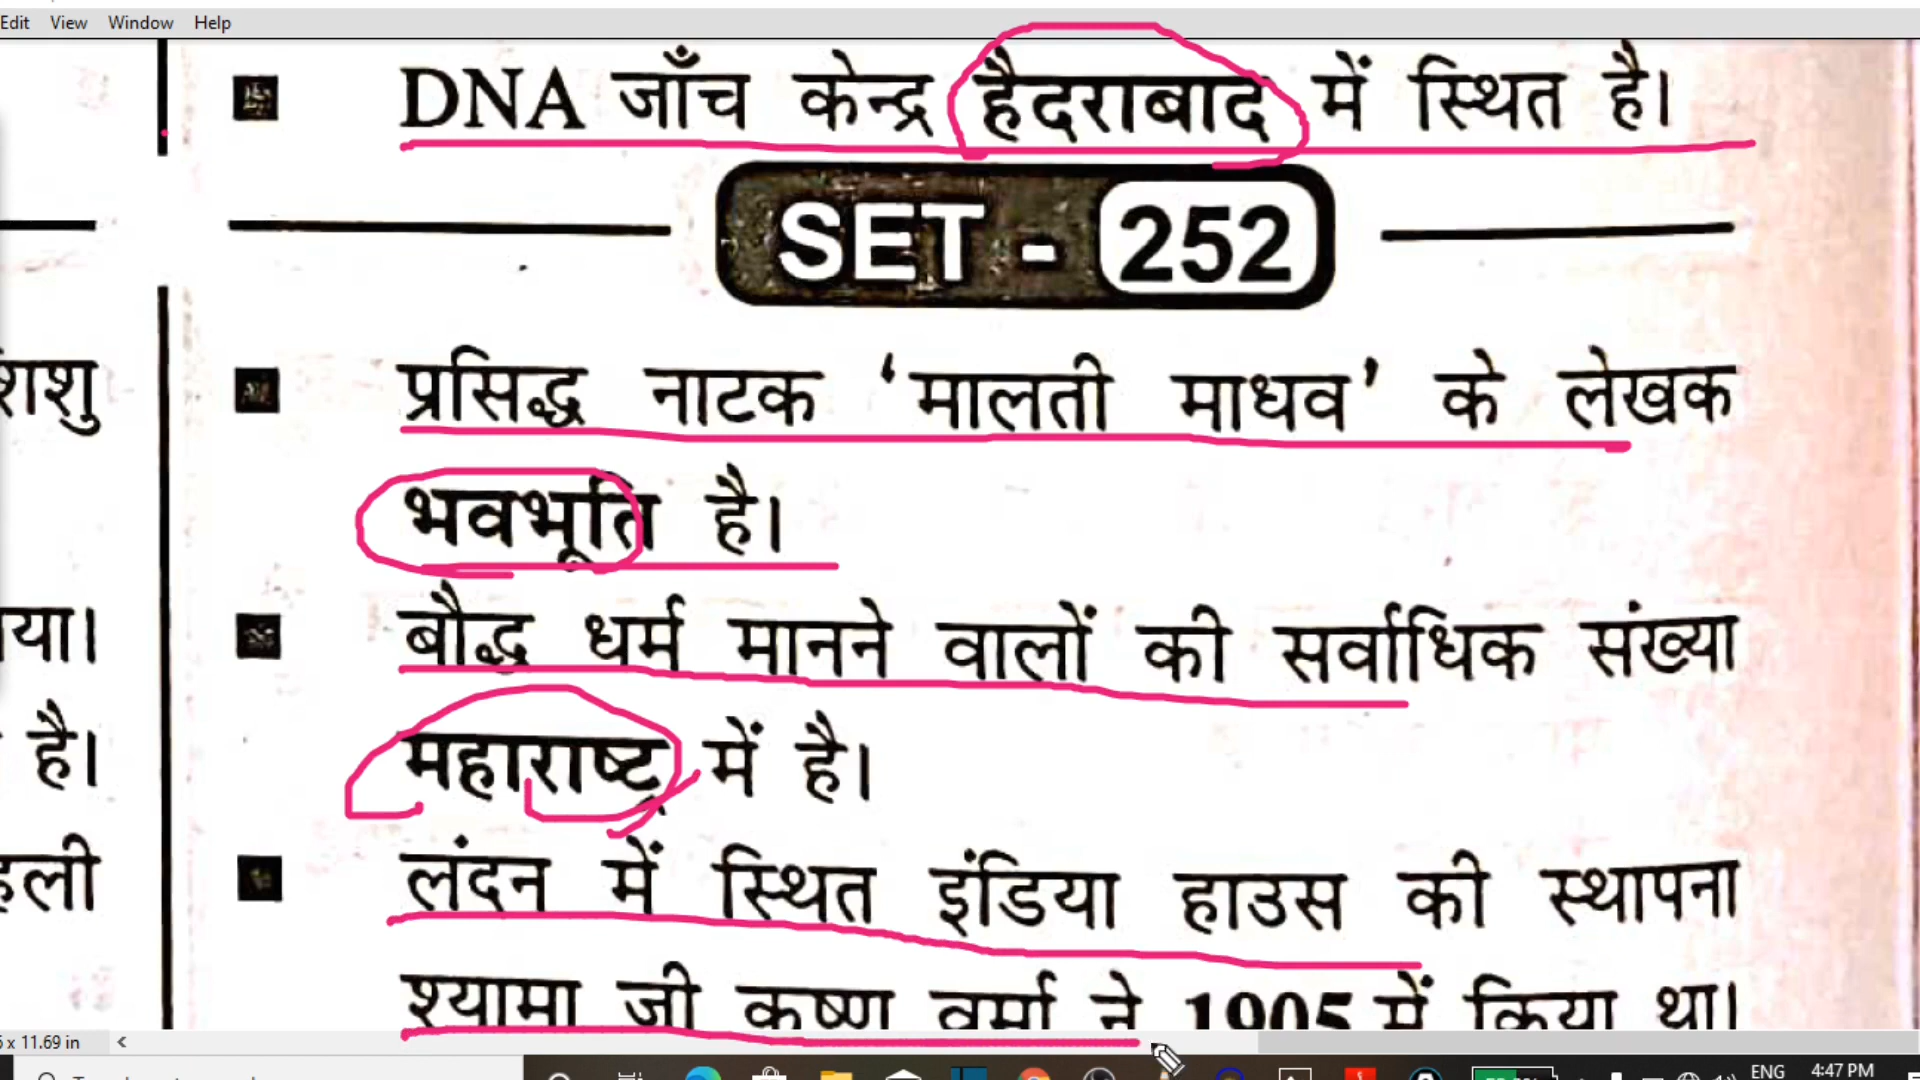 Edit View Window Help
DNA जाँच केन्द्र हैदराबाद में स्थित है।
SET - 252
प्रसिद्ध नाटक ‘मालती माधव’ के लेखक
भवभूति है।
बौद्ध धर्म मानने वालों की सर्वाधिक संख्या
महाराष्ट्र में है।
लंदन में स्थित इंडिया हाउस की स्थापना
श्यामा जी कृष्ण वर्मा ने 1905 में किया था।
है।
x 11.69 in
ENG 4:47 PM